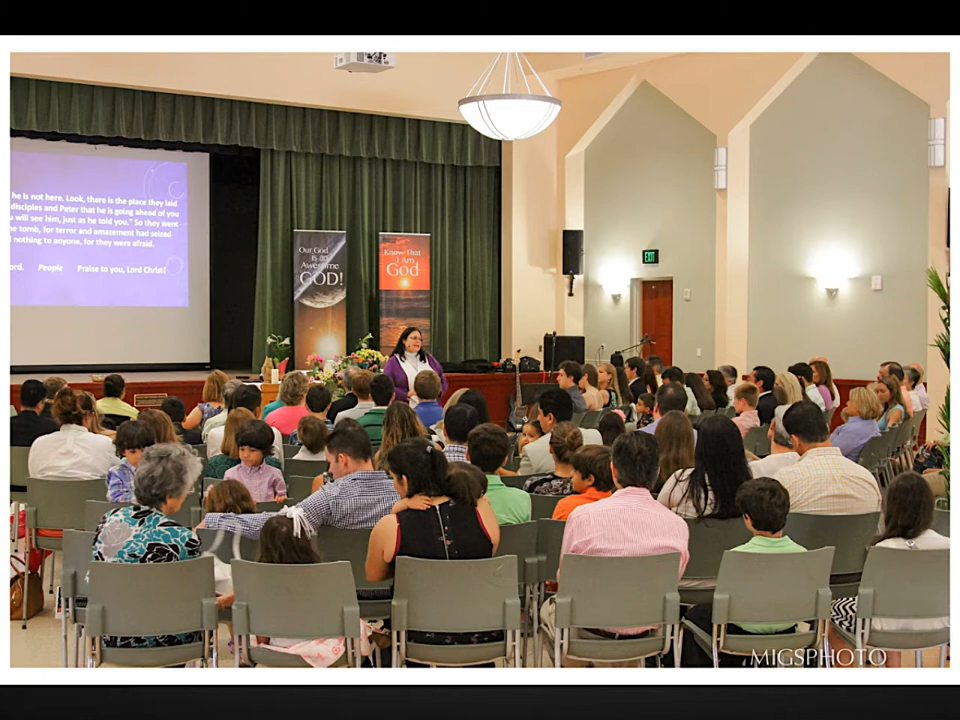 he is not here. Look, there is the place they laid
disciples and Peter that he is going ahead of you
will see him, just as he told you." So they went
tomb, for terror and amazement had seized
nothing to anyone, for they were afraid.
People Praise to you, Lord Christ!
Our God
is an
Awesome
GOD!
Know That
I Am
God
EXIT
MIGSPHOTO